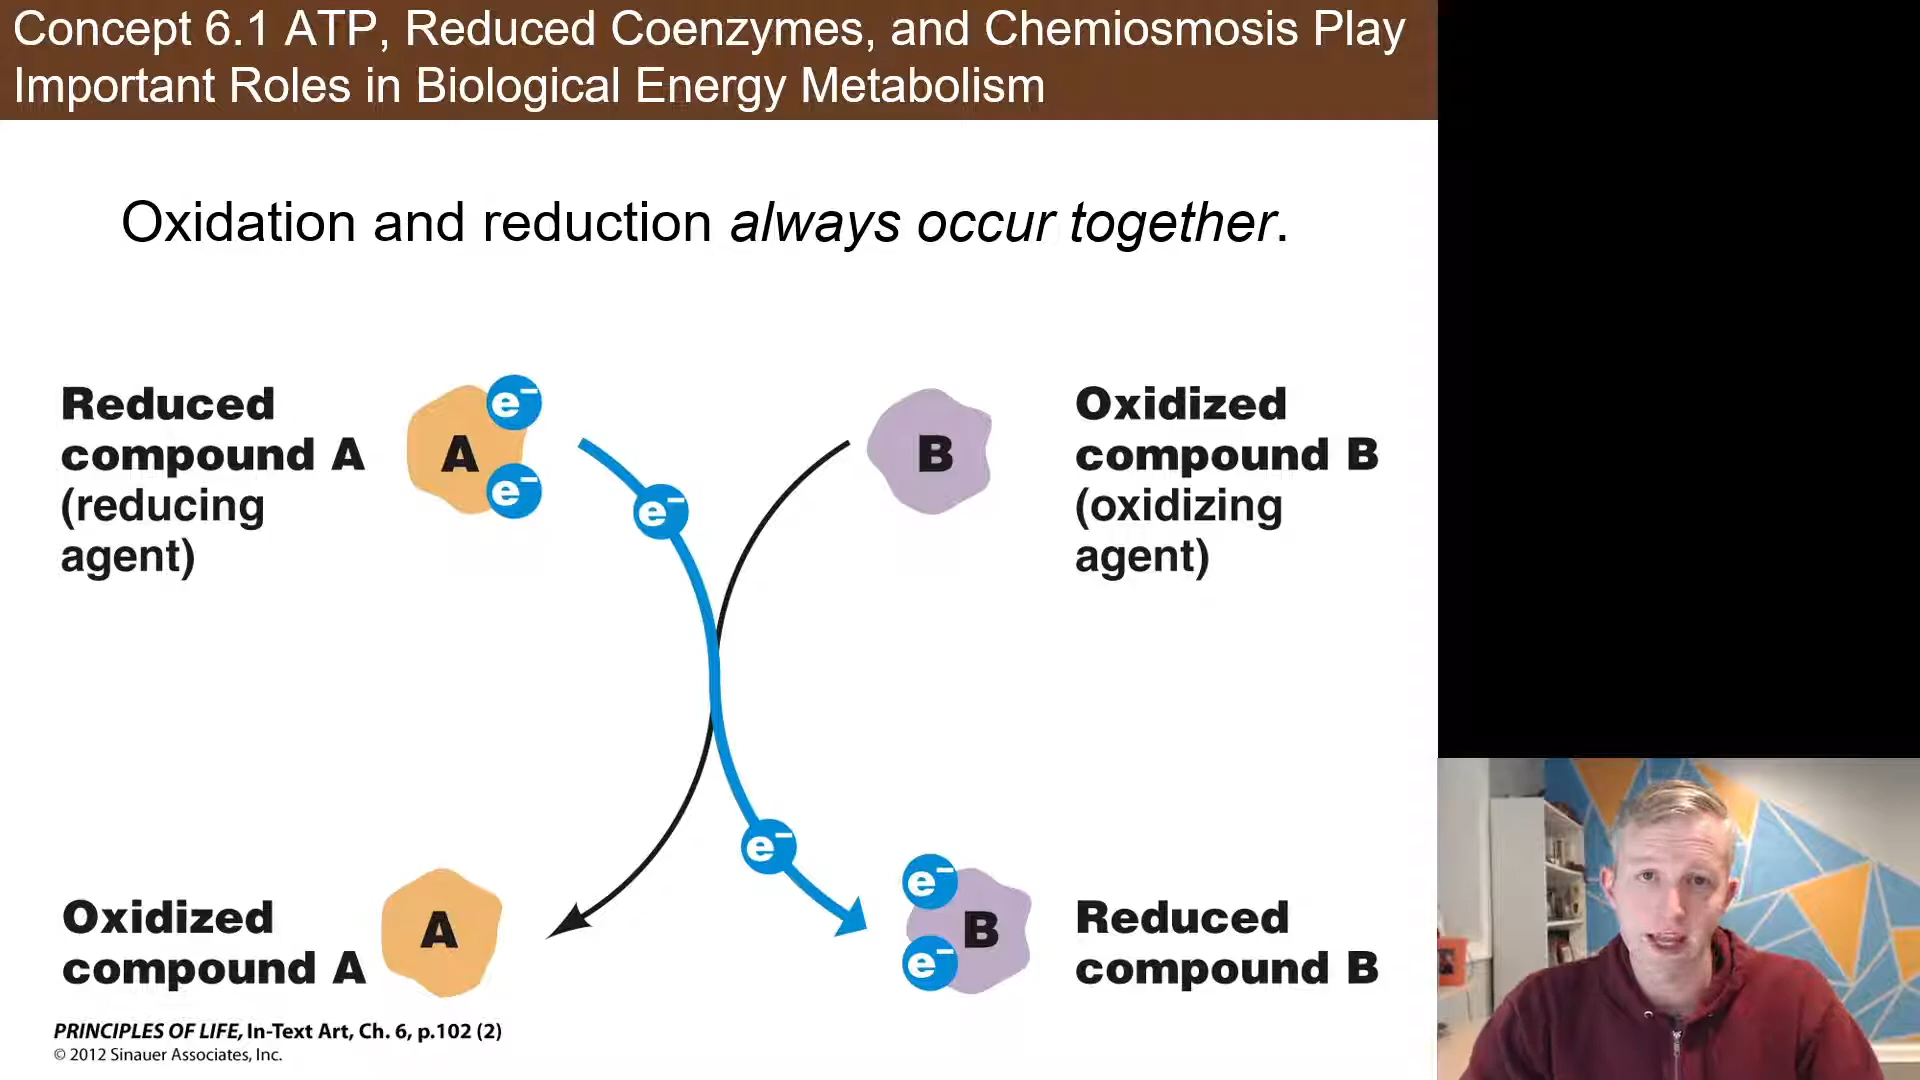 Concept 6.1 ATP, Reduced Coenzymes, and Chemiosmosis Play
Important Roles in Biological Energy Metabolism
Oxidation and reduction always occur together.
Reduced
compound A
(reducing
agent)
A
e−
e−
e−
B
Oxidized
compound B
(oxidizing
agent)
Oxidized
compound A
A
e−
e−
e−
B
Reduced
compound B
PRINCIPLES OF LIFE, In-Text Art, Ch. 6, p.102 (2)
© 2012 Sinauer Associates, Inc.